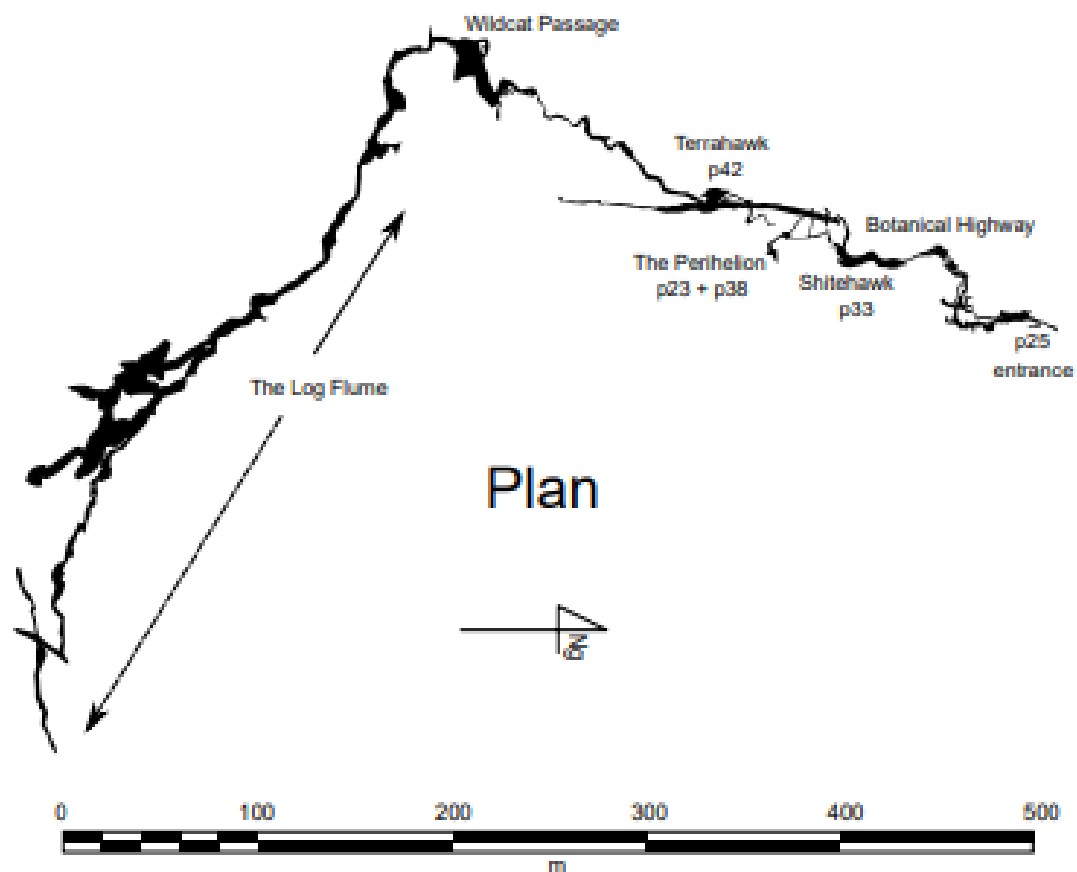 Wildcat Passage
Terrahawk
p42
Botanical Highway
The Perihelion
p23 + p38
Shitehawk
p33
p25
entrance
The Log Flume
Plan
0 100 200 300 400 500
m